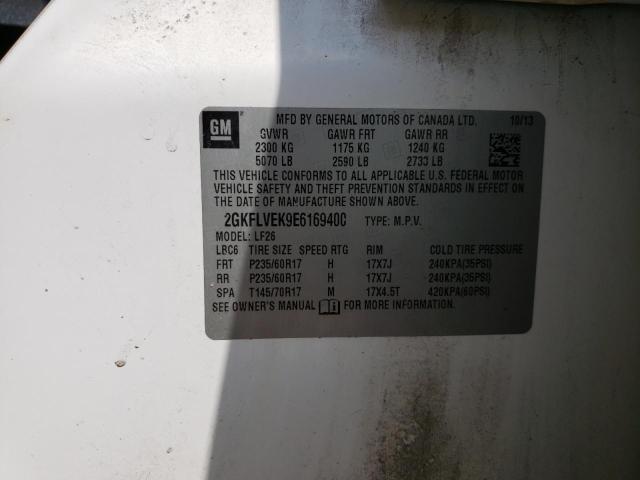 GM
MFD BY GENERAL MOTORS OF CANADA LTD. 10/13
GVWR GAWR FRT GAWR RR
2300 KG 1175 KG 1240 KG
5070 LB 2590 LB 2733 LB
THIS VEHICLE CONFORMS TO ALL APPLICABLE U.S. FEDERAL MOTOR
VEHICLE SAFETY AND THEFT PREVENTION STANDARDS IN EFFECT ON
THE DATE OF MANUFACTURE SHOWN ABOVE.
2GKFLVEK9E616940C TYPE: M.P.V.
MODEL: LF26
LBC6 TIRE SIZE SPEED RTG RIM COLD TIRE PRESSURE
FRT P235/60R17 H 17X7J 240KPA(35PSI)
RR P235/60R17 H 17X7J 240KPA(35PSI)
SPA T145/70R17 M 17X4.5T 420KPA(60PSI)
SEE OWNER'S MANUAL FOR MORE INFORMATION.